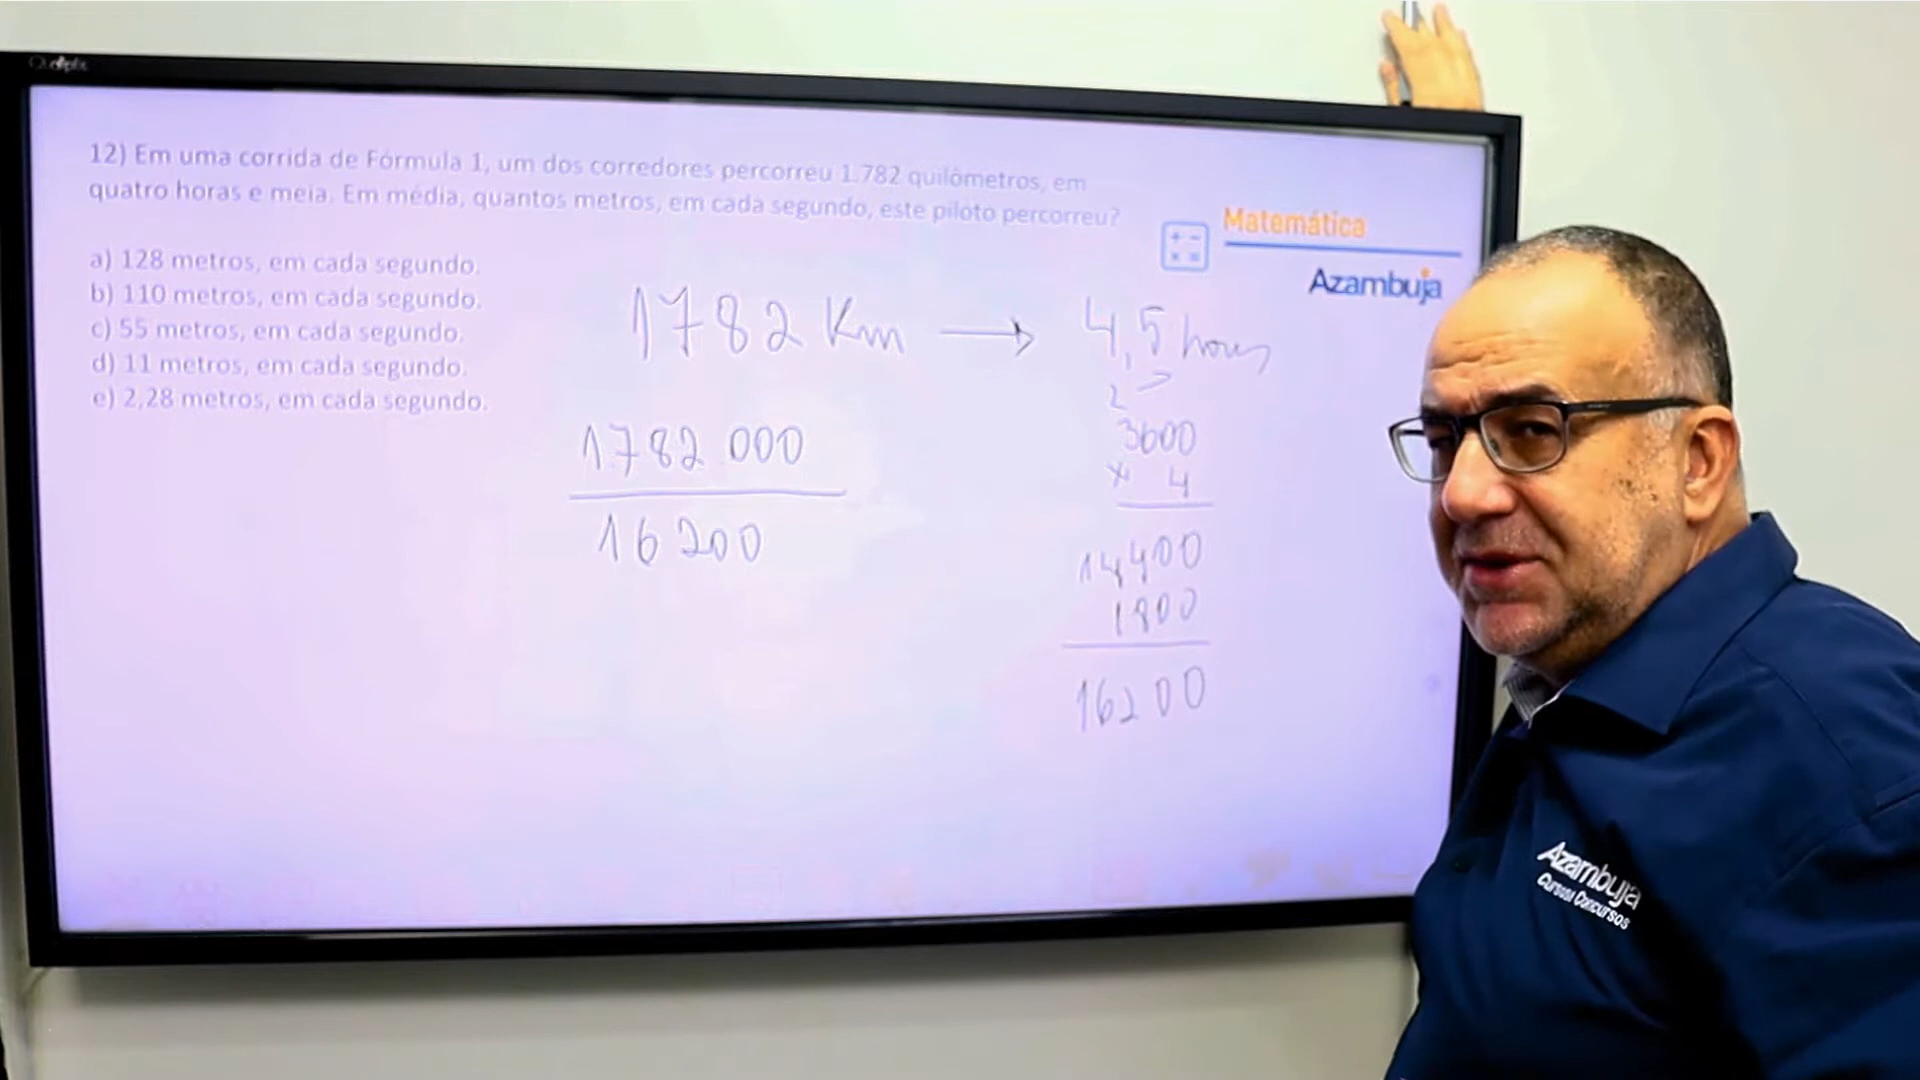 12) Em uma corrida de Fórmula 1, um dos corredores percorreu 1.782 quilômetros, em
quatro horas e meia. Em média, quantos metros, em cada segundo, este piloto percorreu?
Matemática
Azambuja
a) 128 metros, em cada segundo.
b) 110 metros, em cada segundo.
c) 55 metros, em cada segundo.
d) 11 metros, em cada segundo.
e) 2,28 metros, em cada segundo.
1782 Km → 4,5 horas
2
1782 000
16200
3600
× 4
14400
1800
16200
Azambuja
Cursos Concursos